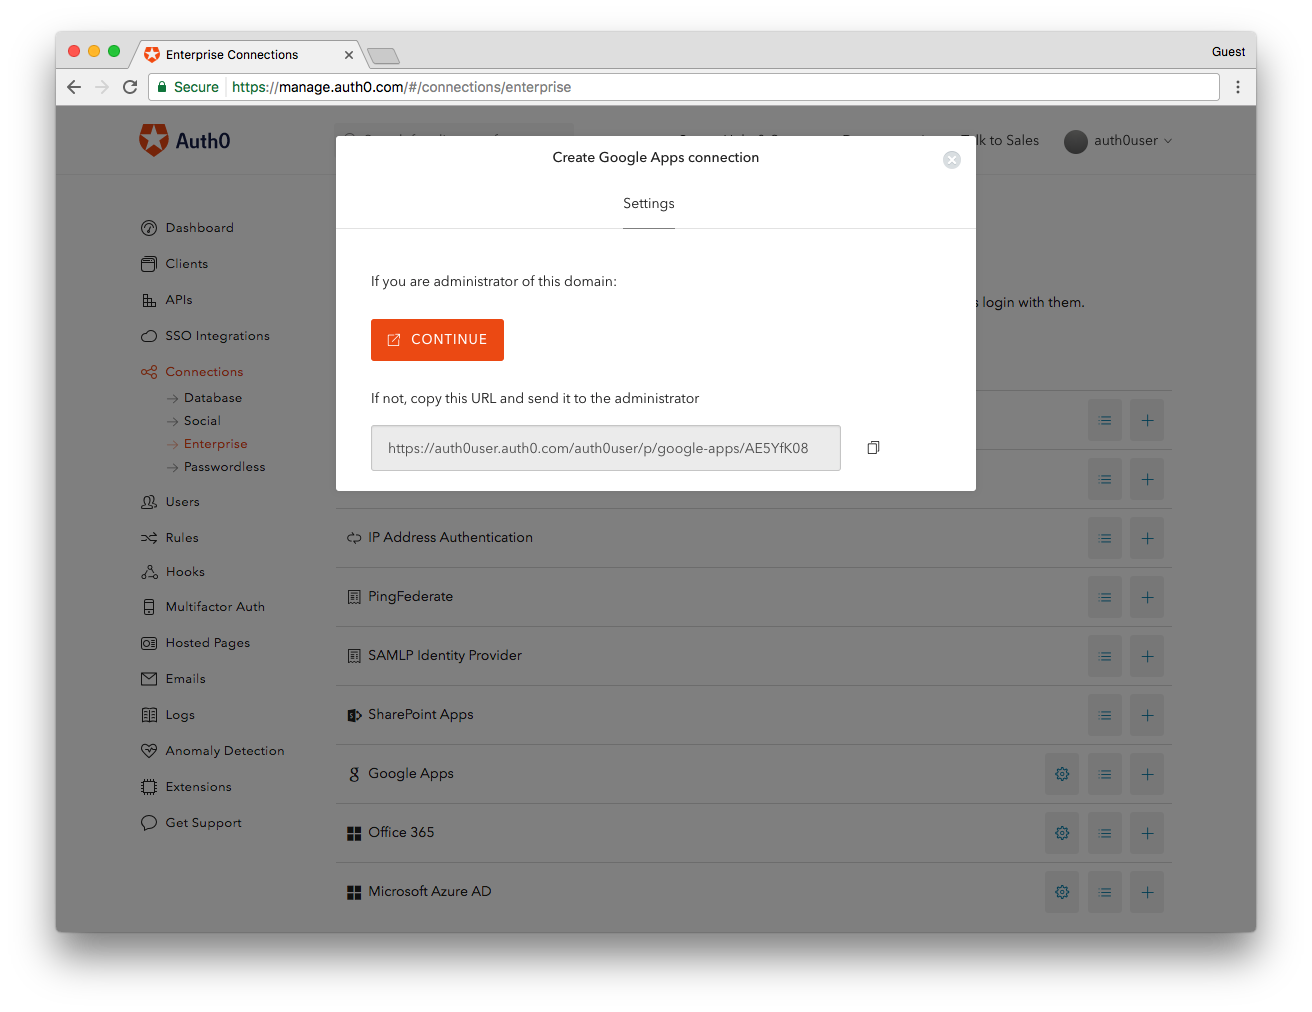 Enterprise Connections
Guest
Secure
https://manage.auth0.com/#/connections/enterprise
Auth0
to Sales
auth0user
Create Google Apps connection
Settings
If you are administrator of this domain:
CONTINUE
If not, copy this URL and send it to the administrator
https://auth0user.auth0.com/auth0user/p/google-apps/AE5YfK08
login with them.
Dashboard
Clients
APIs
SSO Integrations
Connections
Database
Social
Enterprise
Passwordless
Users
Rules
Hooks
Multifactor Auth
Hosted Pages
Emails
Logs
Anomaly Detection
Extensions
Get Support
IP Address Authentication
PingFederate
SAMLP Identity Provider
SharePoint Apps
Google Apps
Office 365
Microsoft Azure AD